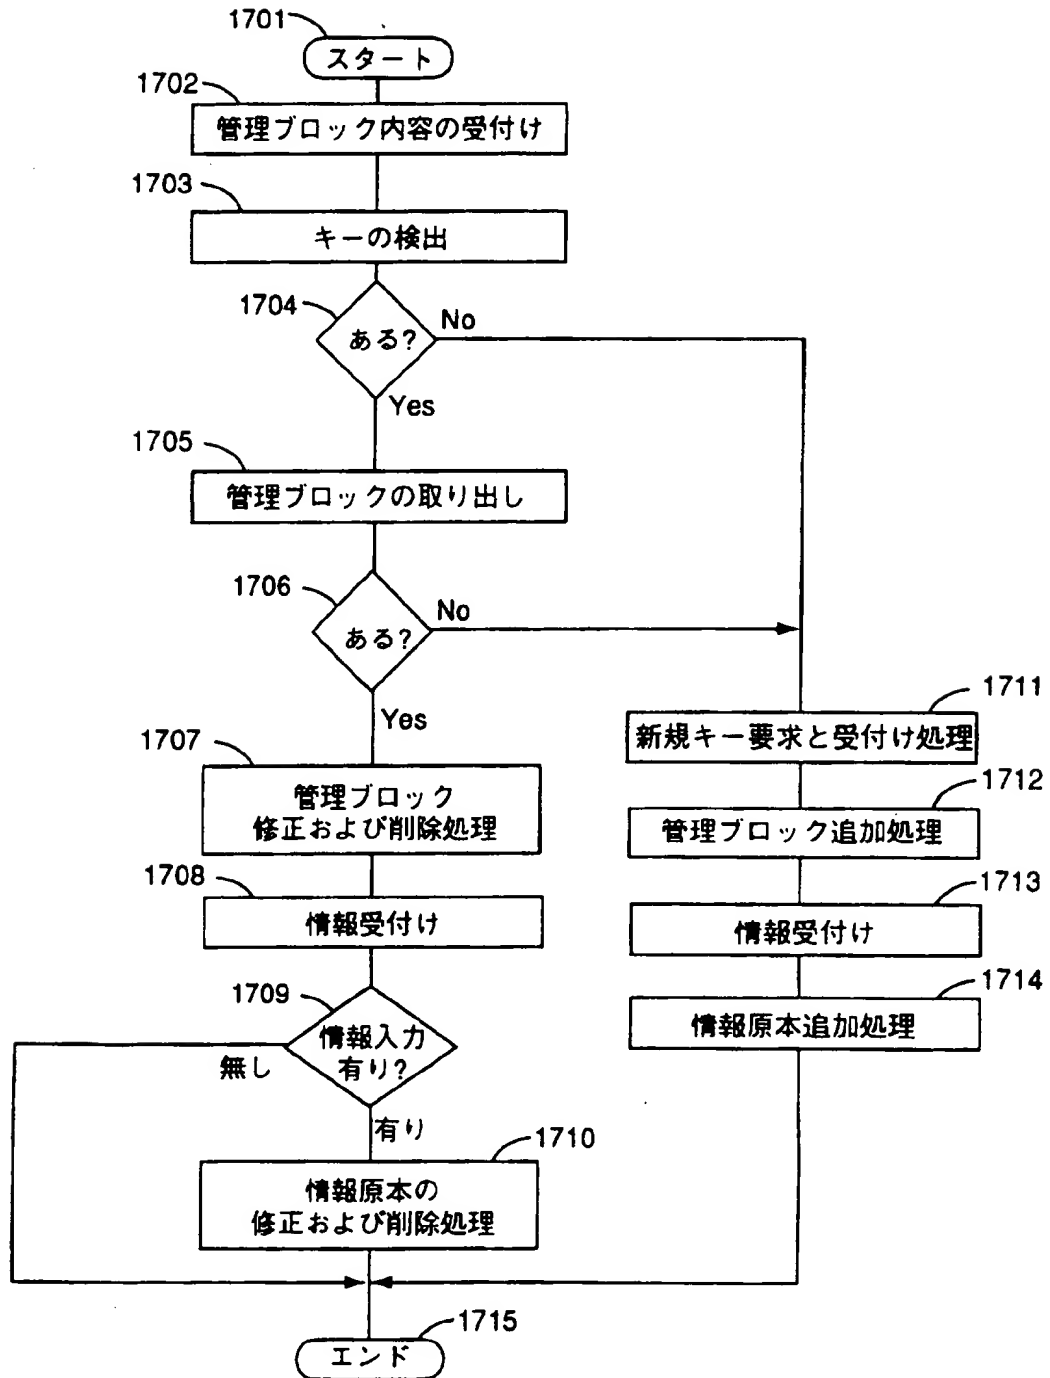 1701
スタート
1702
管理ブロック内容の受付け
1703
キーの検出
1704
ある?
No
Yes
1705
管理ブロックの取り出し
1706
ある?
No
Yes
1707
管理ブロック
修正および削除処理
1708
情報受付け
1709
情報入力
有り?
無し
有り
1710
情報原本の
修正および削除処理
1711
新規キー要求と受付け処理
1712
管理ブロック追加処理
1713
情報受付け
1714
情報原本追加処理
1715
エンド